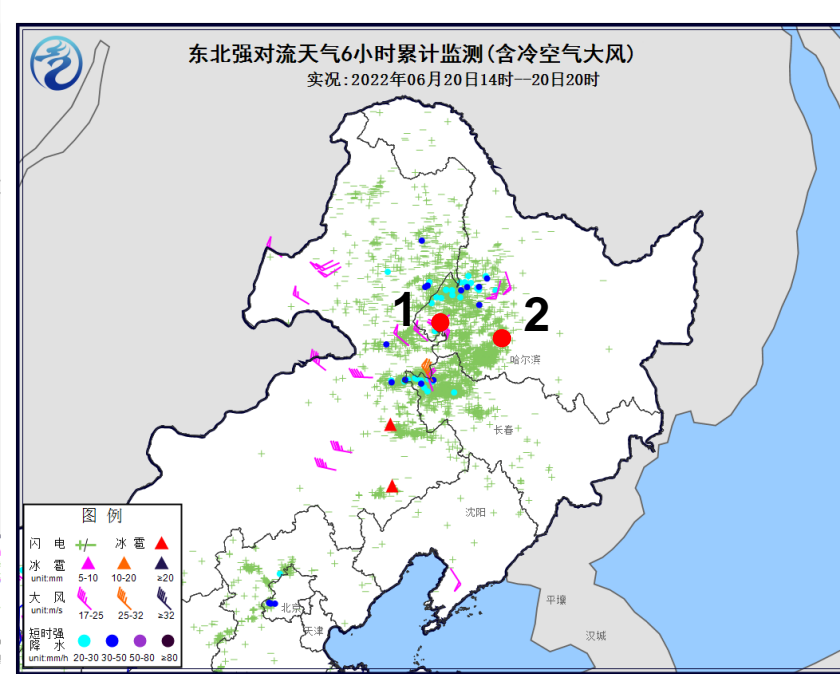 东北强对流天气6小时累计监测(含冷空气大风)
实况:2022年06月20日14时--20日20时
1
2
哈尔滨
长春
沈阳
北京
天津
平壤
汉城
图 例
闪 电
冰 雹
冰 雹
unit:mm
5-10
10-20
≥20
大 风
unit:m/s
17-25
25-32
≥32
短时强
降 水
unit:mm/h
20-30
30-50
50-80
≥80